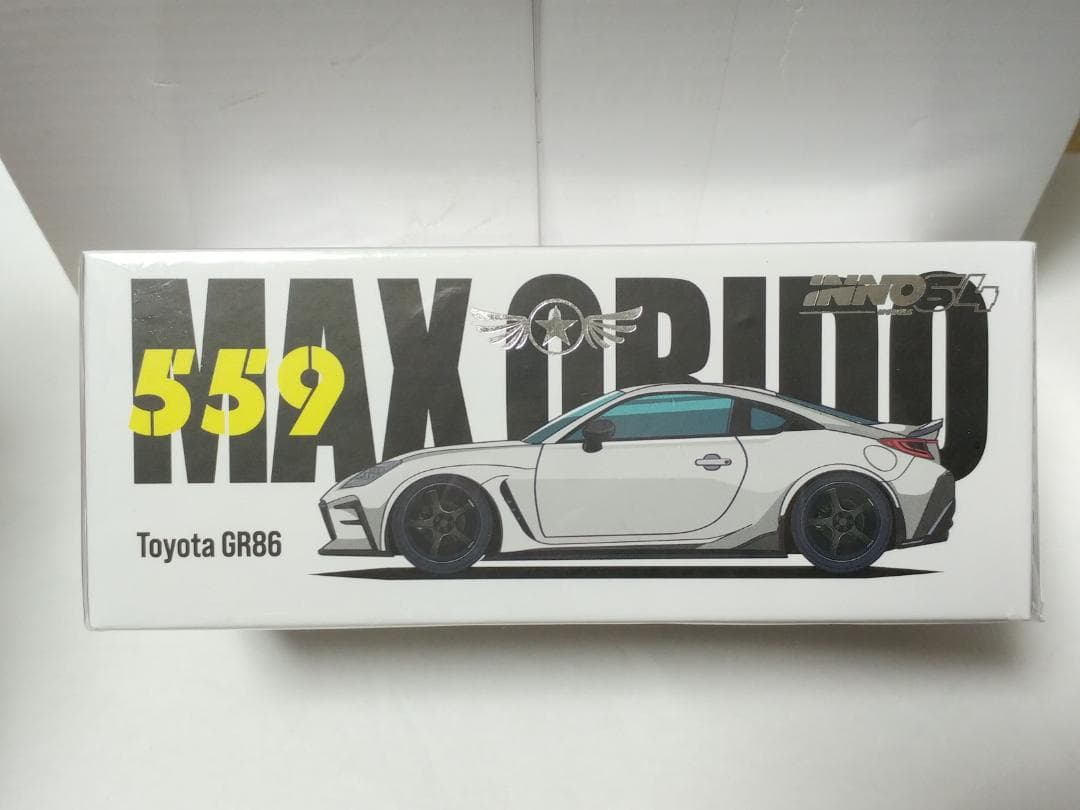 MAX ORIDO
INNO64
559
Toyota GR86